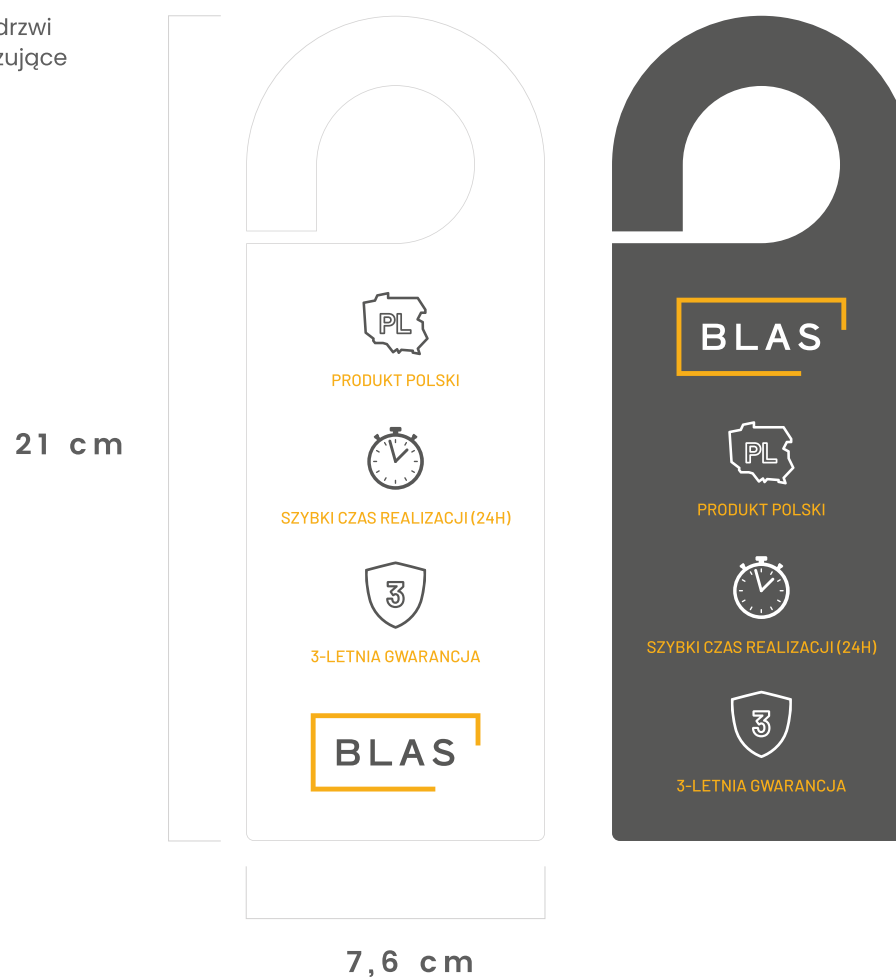 drzwi
zujące
PL
PRODUKT POLSKI
SZYBKI CZAS REALIZACJI (24H)
3
3-LETNIA GWARANCJA
BLAS
21 cm
7,6 cm
BLAS
PL
PRODUKT POLSKI
SZYBKI CZAS REALIZACJI (24H)
3
3-LETNIA GWARANCJA